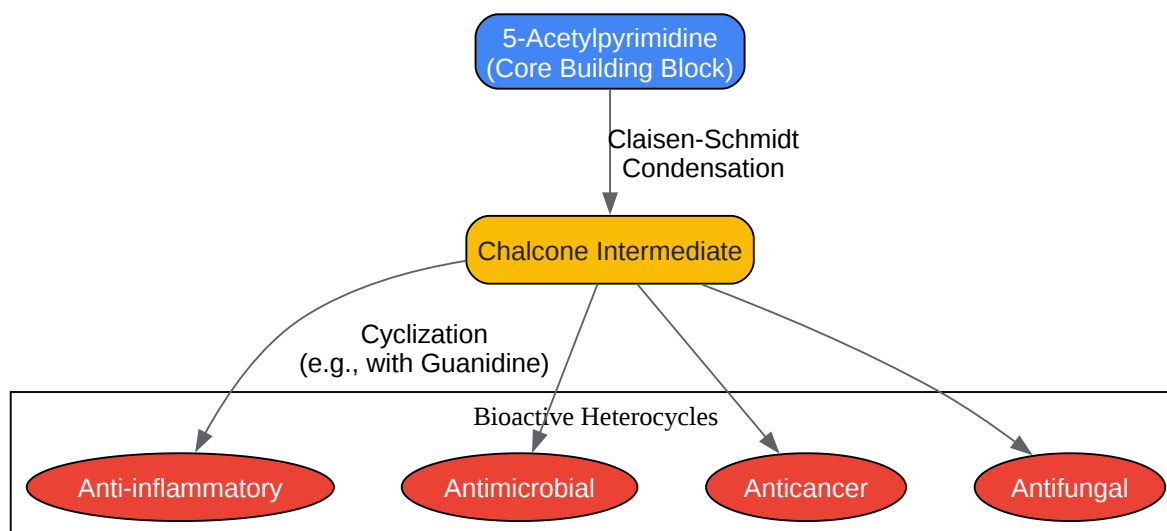 5-Acetylpyrimidine
(Core Building Block)
Claisen-Schmidt
Condensation
Chalcone Intermediate
Cyclization
(e.g., with Guanidine)
Bioactive Heterocycles
Anti-inflammatory
Antimicrobial
Anticancer
Antifungal